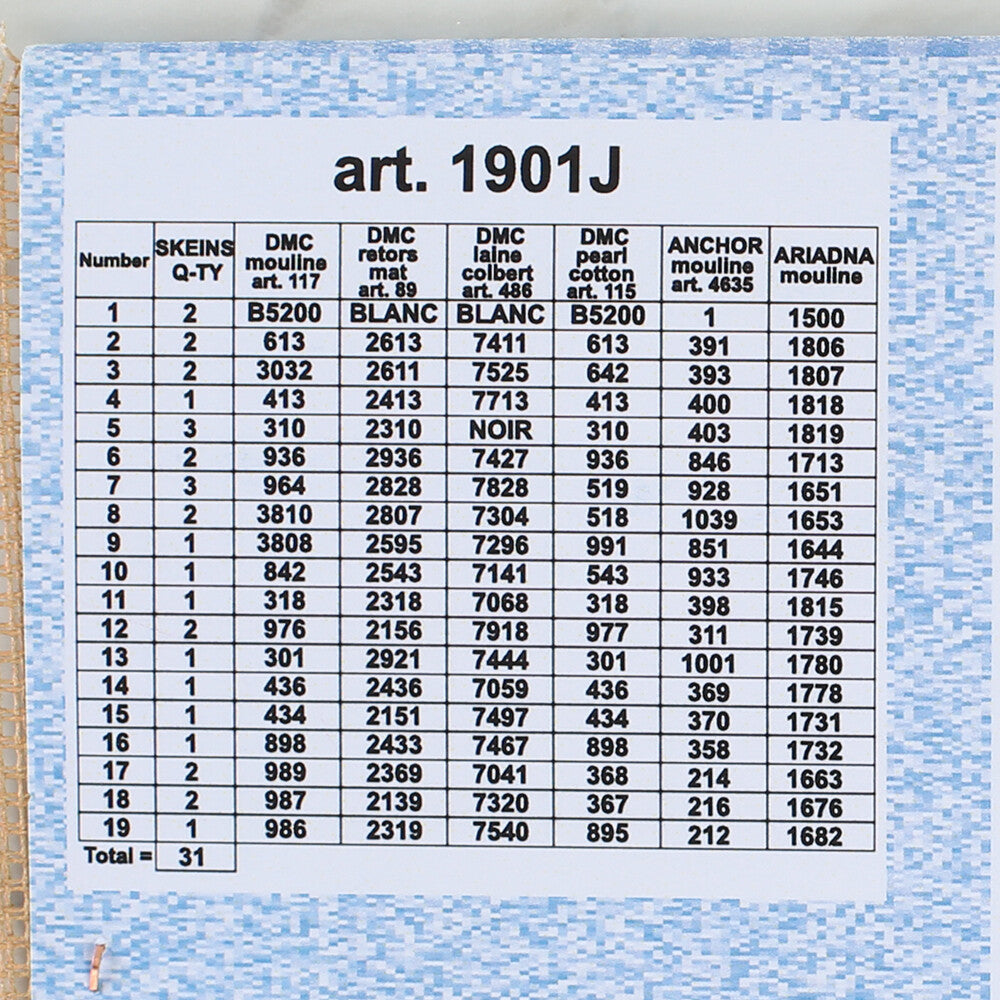 art. 1901J
Number SKEINS Q-TY DMC mouline art. 117 DMC retors mat art. 89 DMC laine colbert art. 486 DMC pearl cotton art. 115 ANCHOR mouline art. 4635 ARIADNA mouline
1 2 B5200 BLANC BLANC B5200 1 1500
2 2 613 2613 7411 613 391 1806
3 2 3032 2611 7525 642 393 1807
4 1 413 2413 7713 413 400 1818
5 3 310 2310 NOIR 310 403 1819
6 2 936 2936 7427 936 846 1713
7 3 964 2828 7828 519 928 1651
8 2 3810 2807 7304 518 1039 1653
9 1 3808 2595 7296 991 851 1644
10 1 842 2543 7141 543 933 1746
11 1 318 2318 7068 318 398 1815
12 2 976 2156 7918 977 311 1739
13 1 301 2921 7444 301 1001 1780
14 1 436 2436 7059 436 369 1778
15 1 434 2151 7497 434 370 1731
16 1 898 2433 7467 898 358 1732
17 2 989 2369 7041 368 214 1663
18 2 987 2139 7320 367 216 1676
19 1 986 2319 7540 895 212 1682
Total = 31